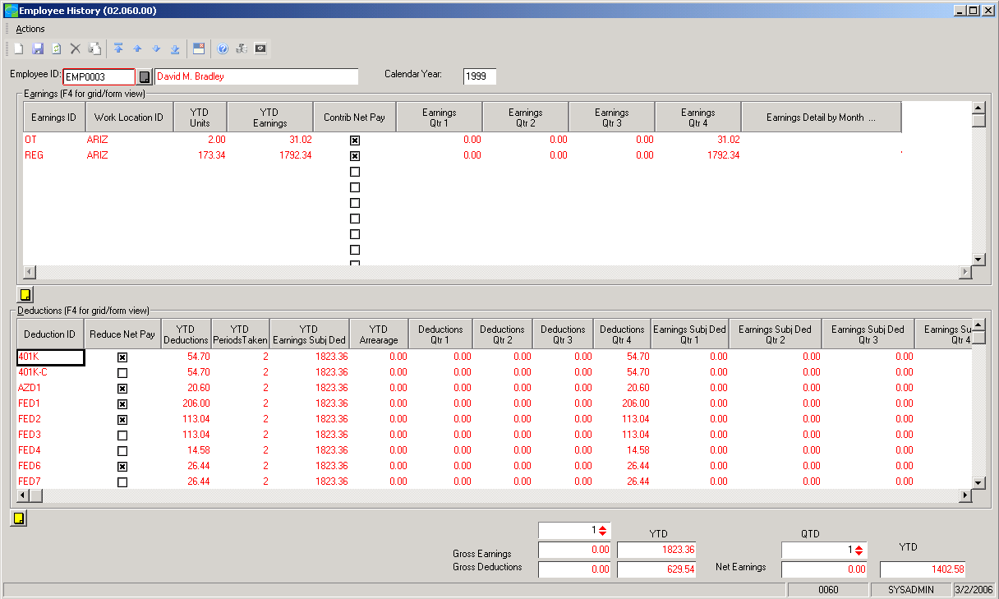 Employee History (02.060.00)
Actions
Employee ID: EMP0003 David M. Bradley Calendar Year: 1999
Earnings (F4 for grid/form view)
Earnings ID Work Location ID YTD Units YTD Earnings Contrib Net Pay Earnings Qtr 1 Earnings Qtr 2 Earnings Qtr 3 Earnings Qtr 4 Earnings Detail by Month ...
OT ARIZ 2.00 31.02 0.00 0.00 0.00 31.02
REG ARIZ 173.34 1792.34 0.00 0.00 0.00 1792.34
Deductions (F4 for grid/form view)
Deduction ID Reduce Net Pay YTD Deductions YTD PeriodsTaken YTD Earnings Subj Ded YTD Arrearage Deductions Qtr 1 Deductions Qtr 2 Deductions Qtr 3 Deductions Qtr 4 Earnings Subj Ded Qtr 1 Earnings Subj Ded Qtr 2 Earnings Subj Ded Qtr 3 Earnings Su Qtr 4
401K 54.70 2 1823.36 0.00 0.00 0.00 0.00 54.70 0.00 0.00 0.00
401K-C 54.70 2 1823.36 0.00 0.00 0.00 0.00 54.70 0.00 0.00 0.00
AZD1 20.60 2 1823.36 0.00 0.00 0.00 0.00 20.60 0.00 0.00 0.00
FED1 206.00 2 1823.36 0.00 0.00 0.00 0.00 206.00 0.00 0.00 0.00
FED2 113.04 2 1823.36 0.00 0.00 0.00 0.00 113.04 0.00 0.00 0.00
FED3 113.04 2 1823.36 0.00 0.00 0.00 0.00 113.04 0.00 0.00 0.00
FED4 14.58 2 1823.36 0.00 0.00 0.00 0.00 14.58 0.00 0.00 0.00
FED6 26.44 2 1823.36 0.00 0.00 0.00 0.00 26.44 0.00 0.00 0.00
FED7 26.44 2 1823.36 0.00 0.00 0.00 0.00 26.44 0.00 0.00 0.00
1 YTD QTD
Gross Earnings 0.00 1823.36 1 YTD
Gross Deductions 0.00 629.54 Net Earnings 0.00 1402.58
0060 SYSADMIN 3/2/2006